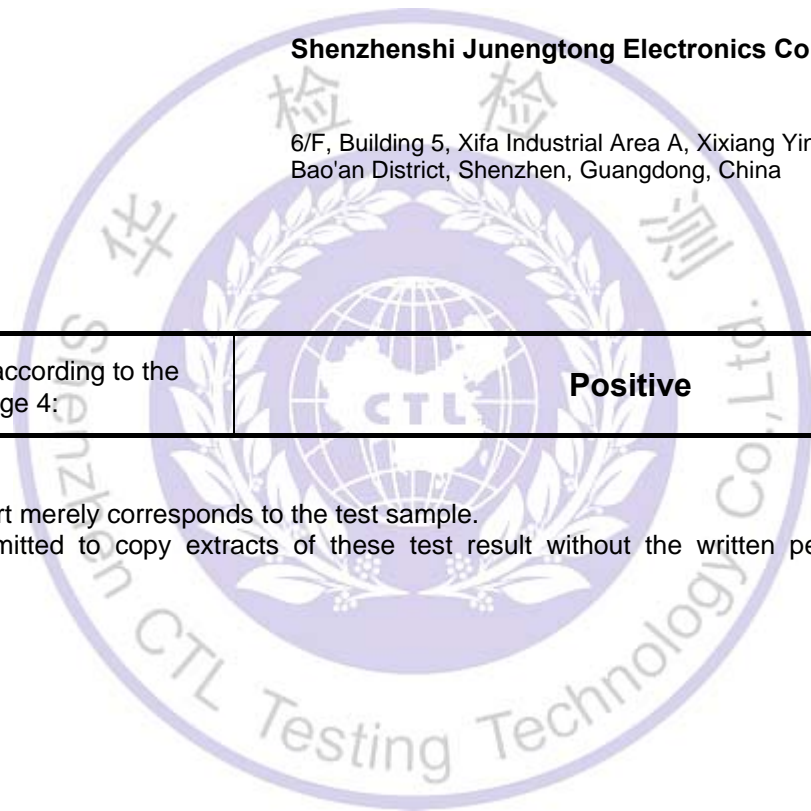 Shenzhenshi Junengtong Electronics Co
6/F, Building 5, Xifa Industrial Area A, Xixiang Yin
Bao'an District, Shenzhen, Guangdong, China
according to the
ge 4:
Positive
rt merely corresponds to the test sample.
mitted to copy extracts of these test result without the written pe
华检检测
CTL
Shenzhen CTL Testing Technology Co.,Ltd.